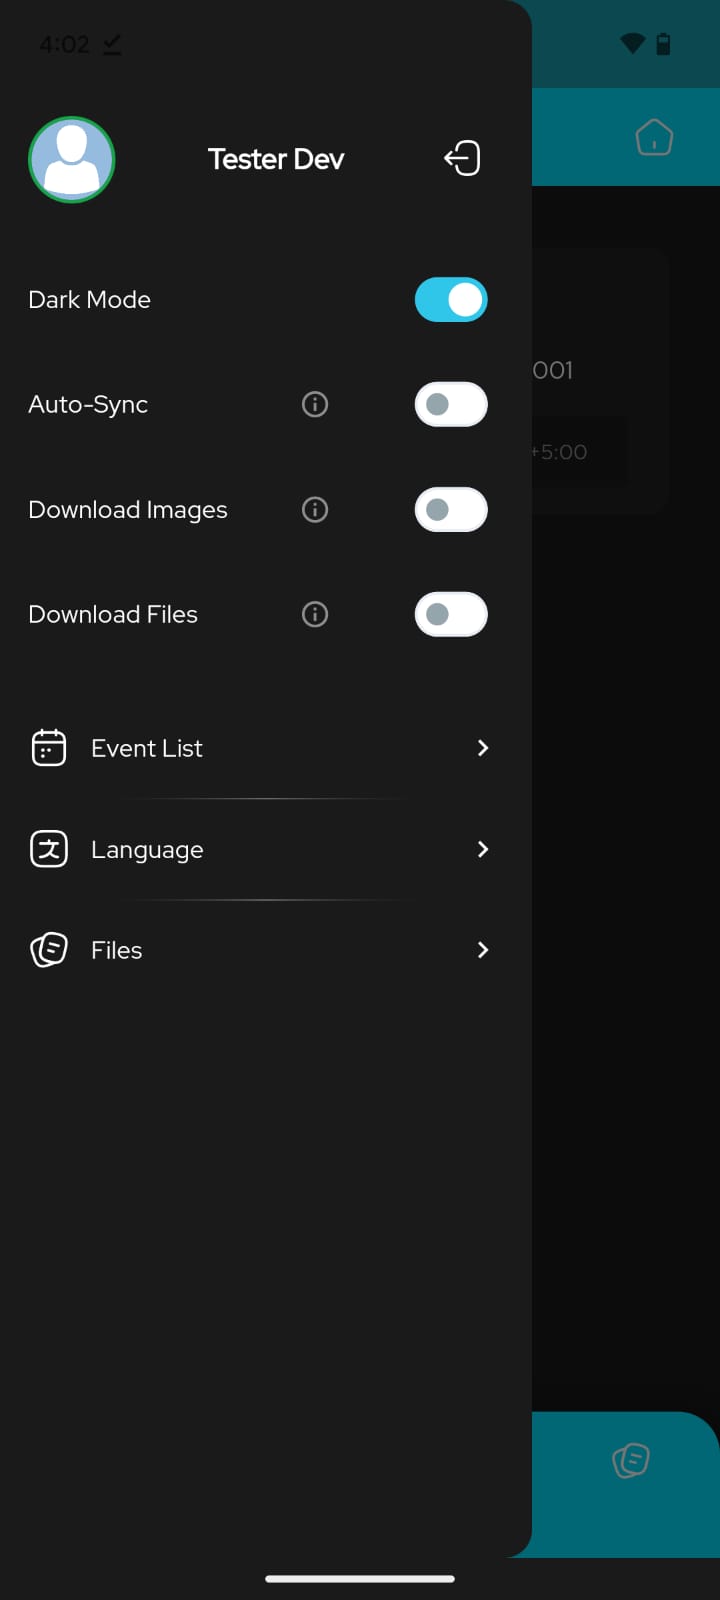 4:02
Tester Dev
Dark Mode
001
Auto-Sync
+5:00
Download Images
Download Files
Event List
Language
Files